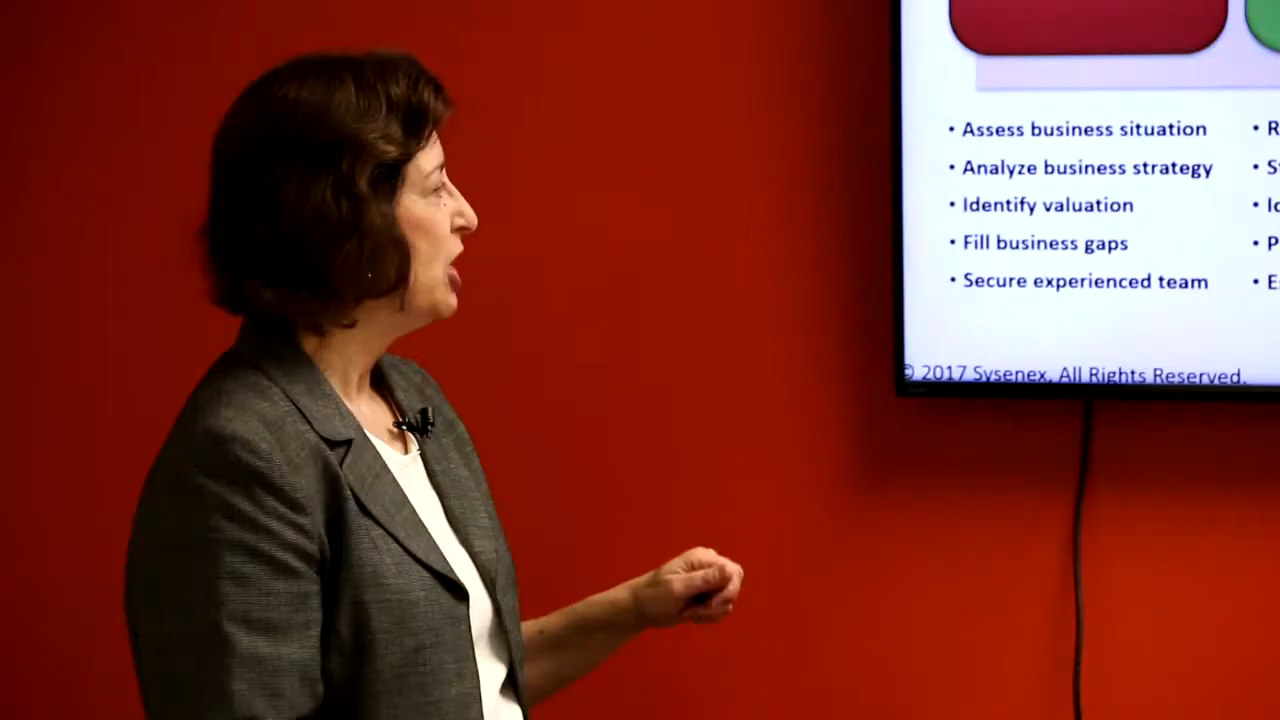 • Assess business situation
• Analyze business strategy
• Identify valuation
• Fill business gaps
• Secure experienced team
• R
• S
• Ic
• P
• E
© 2017 Sysenex, All Rights Reserved.